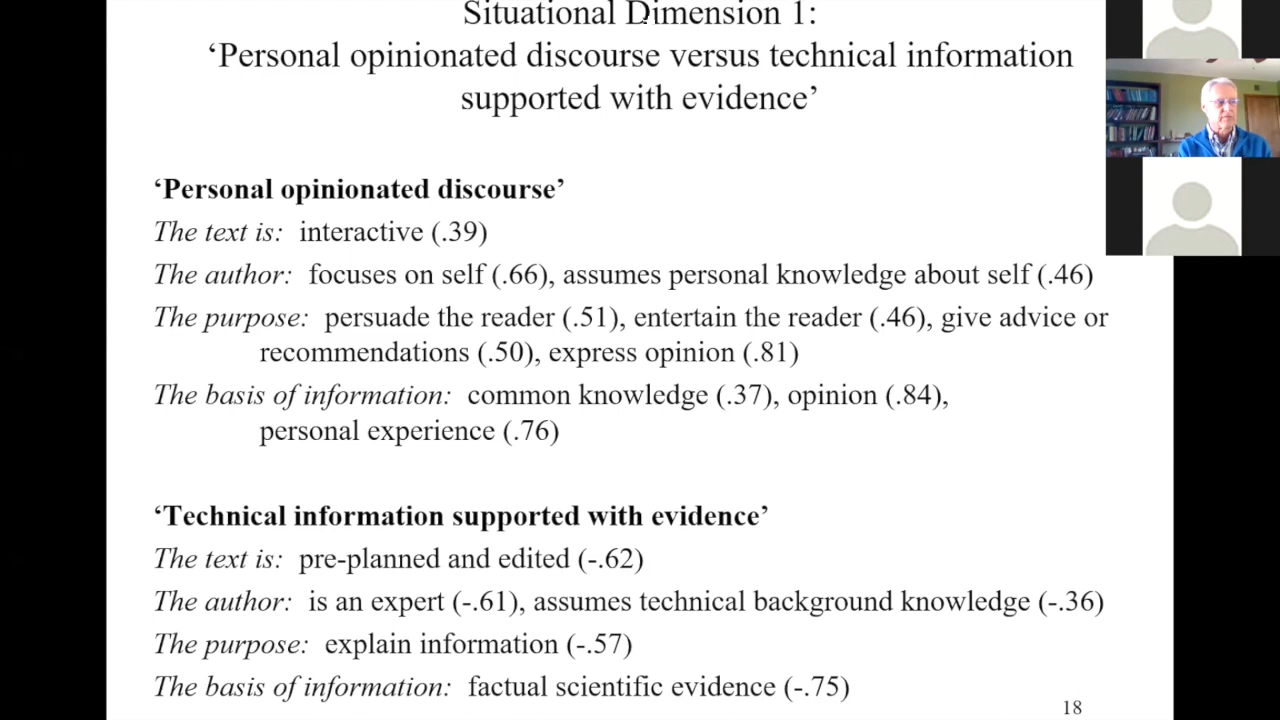 Situational Dimension 1:
‘Personal opinionated discourse versus technical information
supported with evidence’
‘Personal opinionated discourse’
The text is: interactive (.39)
The author: focuses on self (.66), assumes personal knowledge about self (.46)
The purpose: persuade the reader (.51), entertain the reader (.46), give advice or
recommendations (.50), express opinion (.81)
The basis of information: common knowledge (.37), opinion (.84),
personal experience (.76)
‘Technical information supported with evidence’
The text is: pre-planned and edited (-.62)
The author: is an expert (-.61), assumes technical background knowledge (-.36)
The purpose: explain information (-.57)
The basis of information: factual scientific evidence (-.75)
18